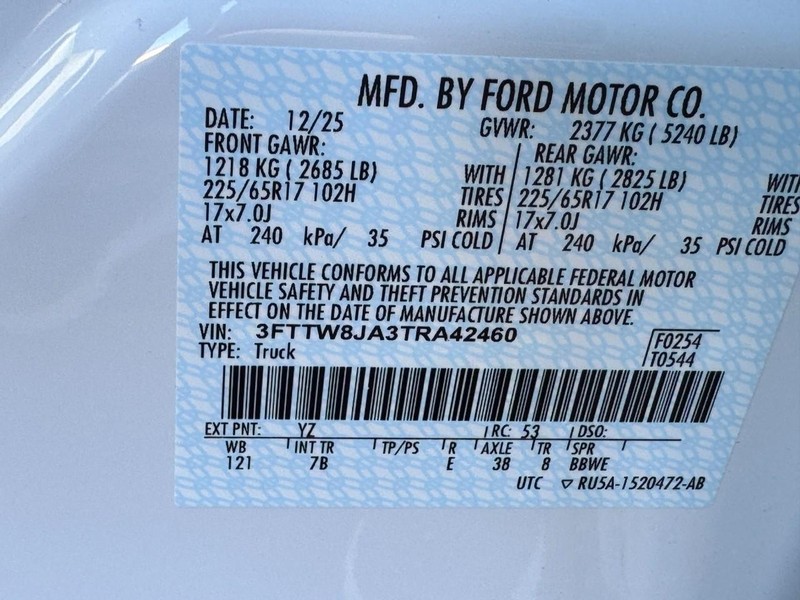 MFD. BY FORD MOTOR CO.
DATE: 12/25 GVWR: 2377 KG ( 5240 LB)
FRONT GAWR: REAR GAWR:
1218 KG ( 2685 LB) WITH 1281 KG ( 2825 LB) WITH
225/65R17 102H TIRES 225/65R17 102H TIRES
17x7.0J RIMS 17x7.0J RIMS
AT 240 kPa/ 35 PSI COLD AT 240 kPa/ 35 PSI COLD
THIS VEHICLE CONFORMS TO ALL APPLICABLE FEDERAL MOTOR
VEHICLE SAFETY AND THEFT PREVENTION STANDARDS IN
EFFECT ON THE DATE OF MANUFACTURE SHOWN ABOVE.
VIN: 3FTTW8JA3TRA42460 F0254
TYPE: Truck T0544
EXT PNT: YZ RC: 53 DSO:
WB INT TR TP/PS R AXLE TR SPR
121 7B E 38 8 BBWE
UTC ▽ RU5A-1520472-AB